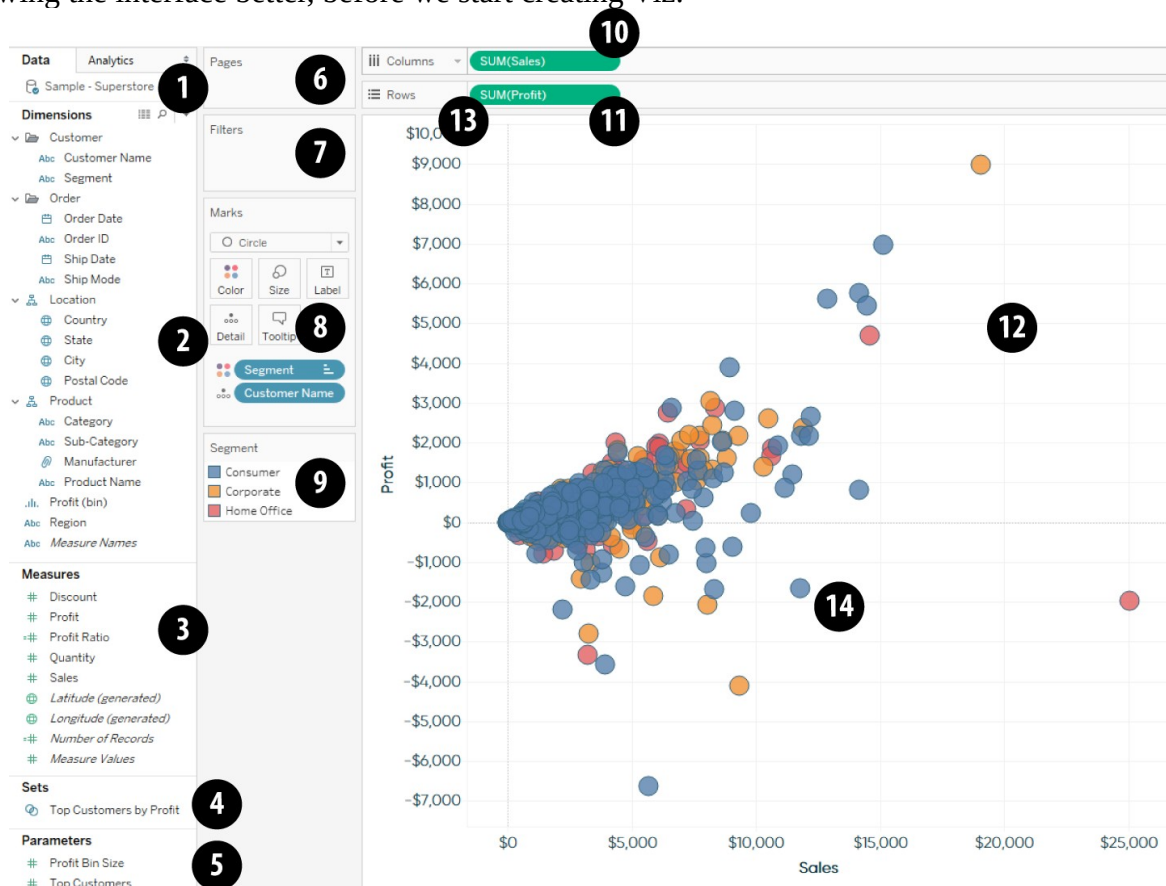 wing the interface better, before we start creating Viz.
10
Data
Analytics
Pages
Columns
SUM(Sales)
Sample - Superstore
1
6
Rows
SUM(Profit)
Dimensions
13
11
Customer
Filters
Abc Customer Name
7
Abc Segment
Order
Order Date
Marks
Abc Order ID
Circle
Ship Date
Color
Size
Label
Abc Ship Mode
Location
Detail
Tooltip
8
Country
2
State
City
Segment
Postal Code
Customer Name
Product
Abc Category
Abc Sub-Category
Segment
Manufacturer
Consumer
Abc Product Name
Corporate
9
Profit (bin)
Home Office
Abc Region
Abc Measure Names
Measures
# Discount
# Profit
3
=# Profit Ratio
# Quantity
# Sales
Latitude (generated)
Longitude (generated)
=# Number of Records
# Measure Values
Sets
Top Customers by Profit
4
Parameters
# Profit Bin Size
5
# Top Customers
$9,000
$8,000
$7,000
$6,000
$5,000
$4,000
$3,000
$2,000
$1,000
$0
-$1,000
-$2,000
-$3,000
-$4,000
-$5,000
-$6,000
-$7,000
Profit
12
14
$0
$5,000
$10,000
$15,000
$20,000
$25,000
Sales